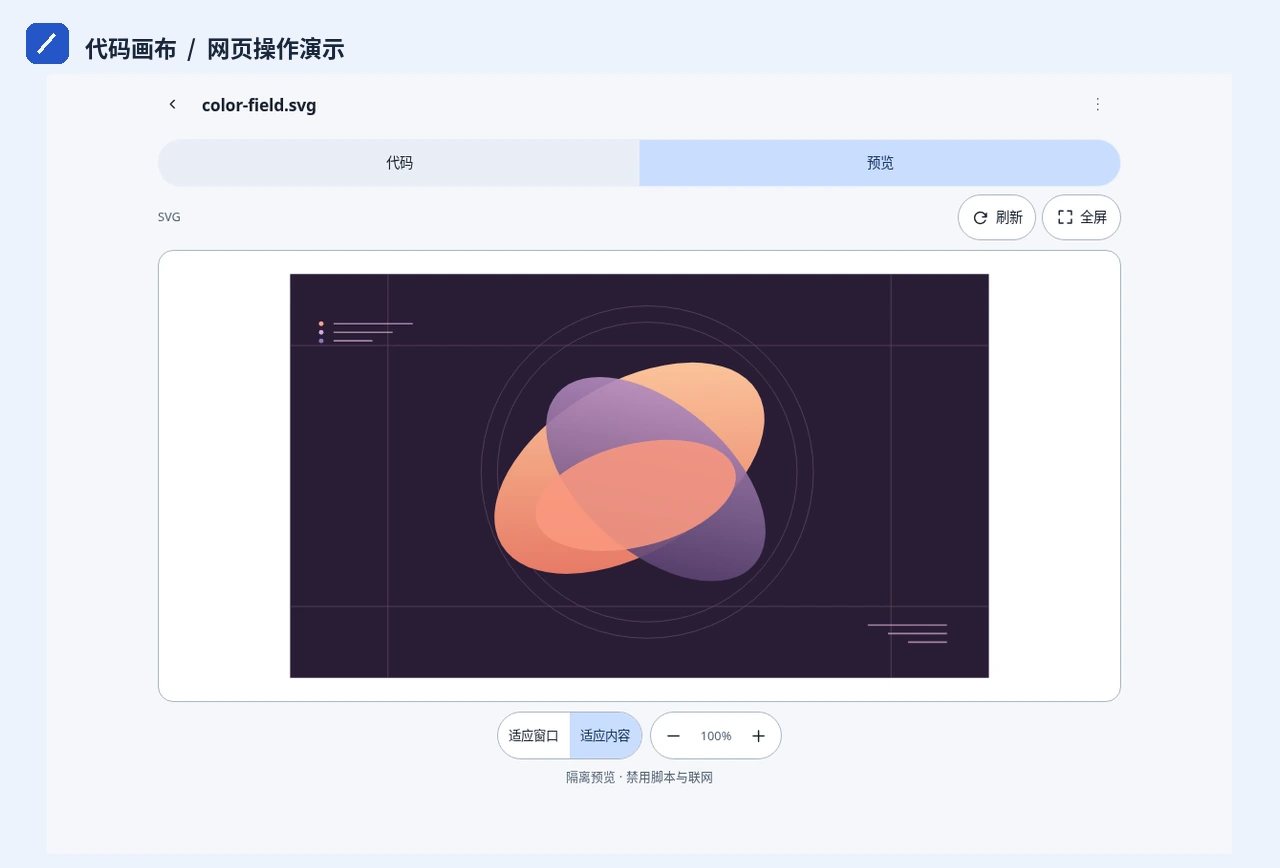 代码画布 / 网页操作演示
color-field.svg
代码
预览
SVG
刷新
全屏
适应窗口
适应内容
100%
隔离预览 · 禁用脚本与联网